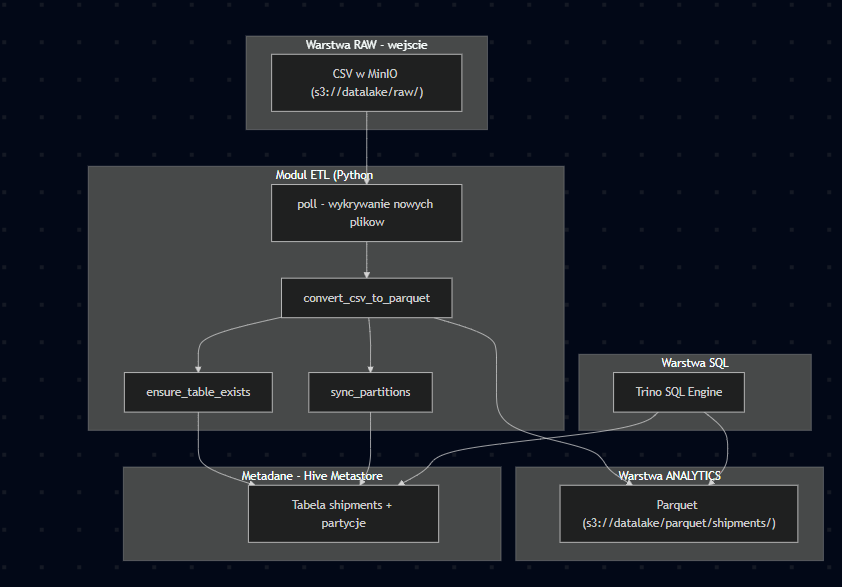 Warstwa RAW - wejscie
CSV w MinIO
(s3://datalake/raw/)
Modul ETL (Python
poll - wykrywanie nowych
plikow
convert_csv_to_parquet
ensure_table_exists
sync_partitions
Warstwa SQL
Trino SQL Engine
Metadane - Hive Metastore
Tabela shipments +
partycje
Warstwa ANALYTICS
Parquet
(s3://datalake/parquet/shipments/)